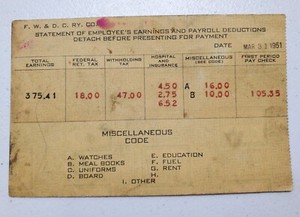 F. W. & D. C. RY. CO.
STATEMENT OF EMPLOYEE'S EARNINGS AND PAYROLL DEDUCTIONS
DETACH BEFORE PRESENTING FOR PAYMENT
DATE MAR 31 1951
TOTAL EARNINGS FEDERAL RET. TAX WITHHOLDING TAX HOSPITAL AND INSURANCE MISCELLANEOUS (SEE CODE) FIRST PERIOD PAY CHECK
4.50 A 16.00
375.41 18.00 47.00 2.75 B 10.00 105.35
6.52
MISCELLANEOUS
CODE
A. WATCHES E. EDUCATION
B. MEAL BOOKS F. FUEL
C. UNIFORMS G. RENT
D. BOARD H.
I. OTHER